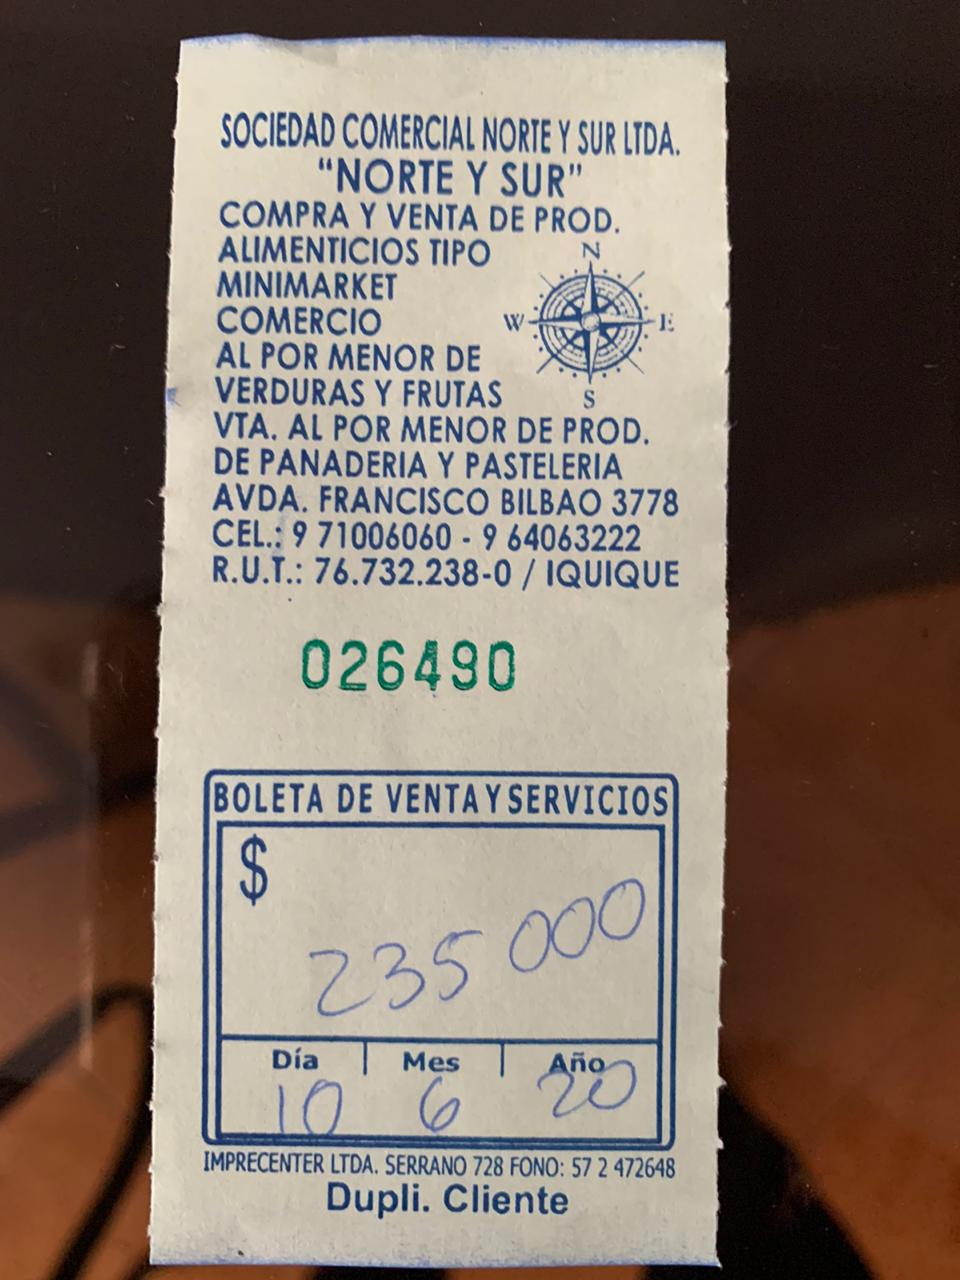 SOCIEDAD COMERCIAL NORTE Y SUR LTDA.
"NORTE Y SUR"
COMPRA Y VENTA DE PROD.
ALIMENTICIOS TIPO
MINIMARKET
COMERCIO
AL POR MENOR DE
VERDURAS Y FRUTAS
N
W E
S
VTA. AL POR MENOR DE PROD.
DE PANADERIA Y PASTELERIA
AVDA. FRANCISCO BILBAO 3778
CEL.: 9 71006060 - 9 64063222
R.U.T.: 76.732.238-0 / IQUIQUE
026490
BOLETA DE VENTA Y SERVICIOS
$
235 000
Día Mes Año
10 6 20
IMPRECENTER LTDA. SERRANO 728 FONO: 57 2 472648
Dupli. Cliente